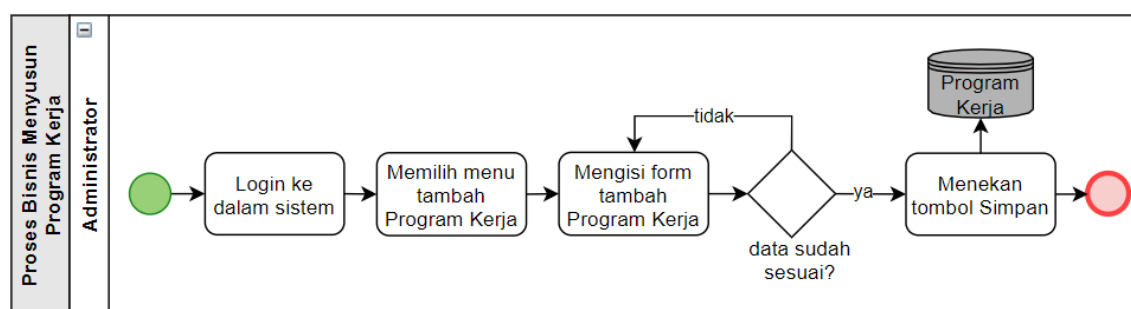 Proses Bisnis Menyusun
Program Kerja
Administrator
Login ke
dalam sistem
Memilih menu
tambah
Program Kerja
Mengisi form
tambah
Program Kerja
tidak
data sudah
sesuai?
ya
Menekan
tombol Simpan
Program
Kerja